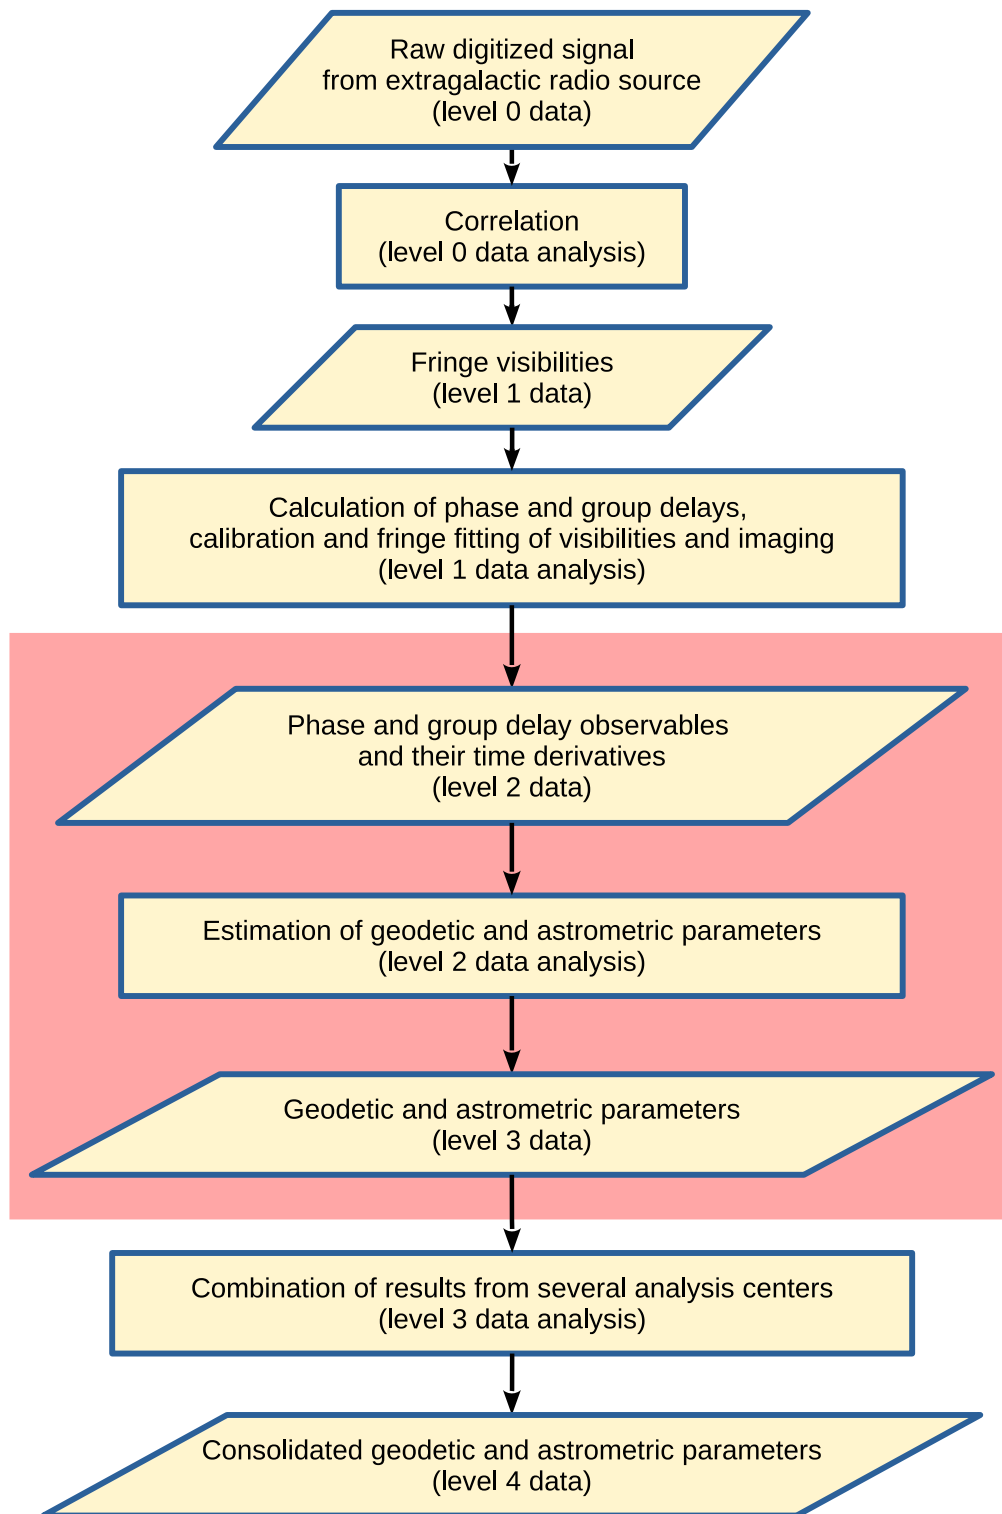 Raw digitized signal
from extragalactic radio source
(level 0 data)
Correlation
(level 0 data analysis)
Fringe visibilities
(level 1 data)
Calculation of phase and group delays,
calibration and fringe fitting of visibilities and imaging
(level 1 data analysis)
Phase and group delay observables
and their time derivatives
(level 2 data)
Estimation of geodetic and astrometric parameters
(level 2 data analysis)
Geodetic and astrometric parameters
(level 3 data)
Combination of results from several analysis centers
(level 3 data analysis)
Consolidated geodetic and astrometric parameters
(level 4 data)